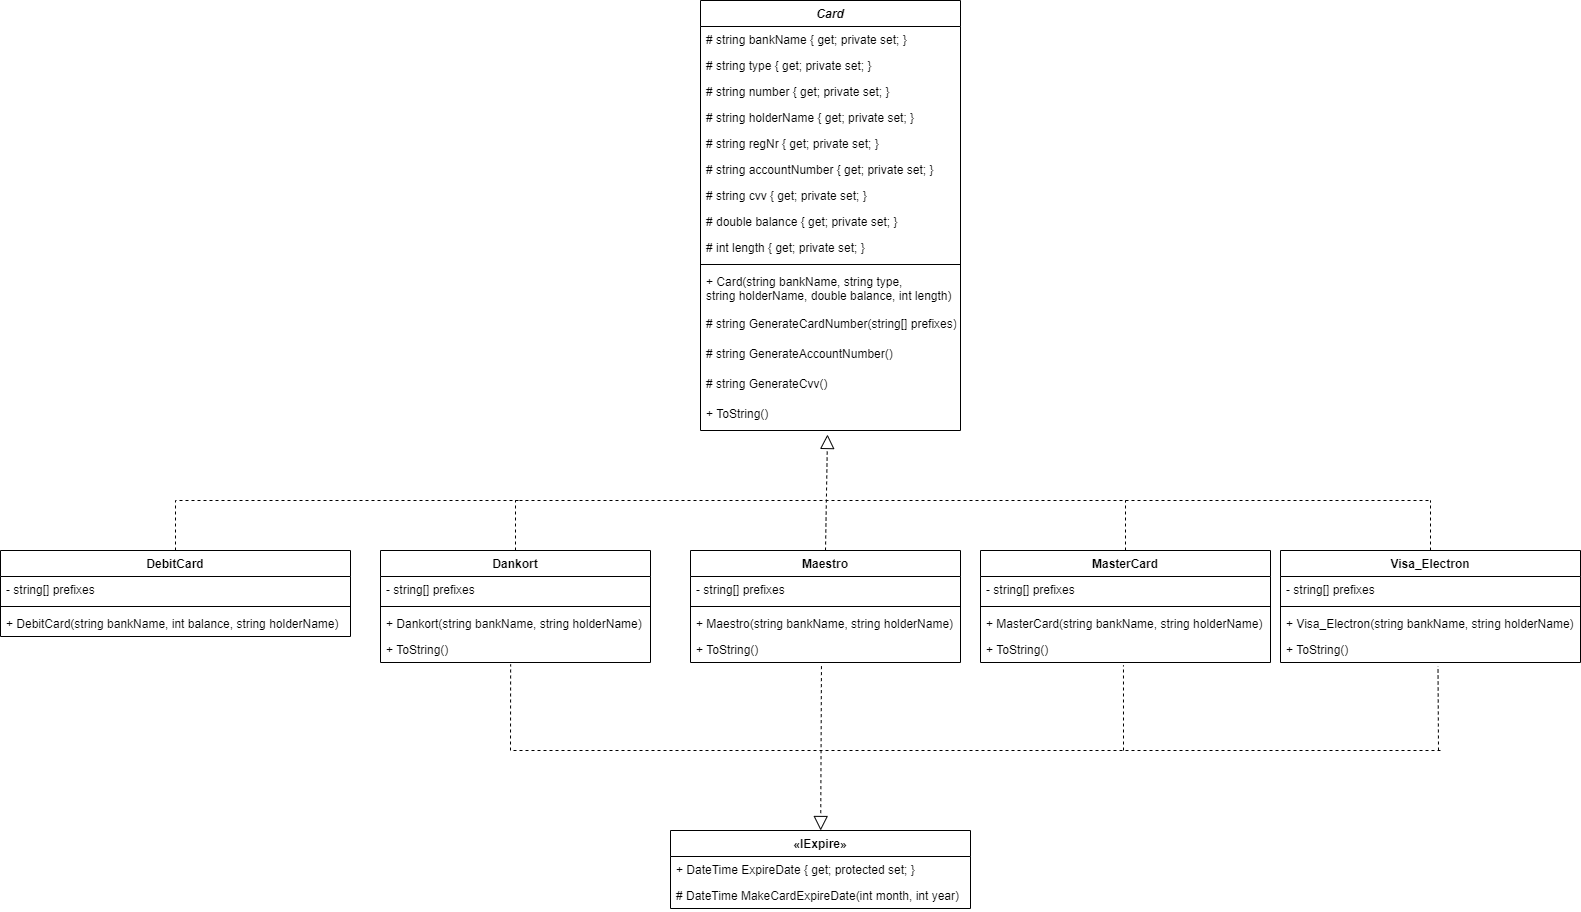 Card
# string bankName { get; private set; }
# string type { get; private set; }
# string number { get; private set; }
# string holderName { get; private set; }
# string regNr { get; private set; }
# string accountNumber { get; private set; }
# string cvv { get; private set; }
# double balance { get; private set; }
# int length { get; private set; }
+ Card(string bankName, string type,
string holderName, double balance, int length)
# string GenerateCardNumber(string[] prefixes)
# string GenerateAccountNumber()
# string GenerateCvv()
+ ToString()
DebitCard
- string[] prefixes
+ DebitCard(string bankName, int balance, string holderName)
Dankort
- string[] prefixes
+ Dankort(string bankName, string holderName)
+ ToString()
Maestro
- string[] prefixes
+ Maestro(string bankName, string holderName)
+ ToString()
MasterCard
- string[] prefixes
+ MasterCard(string bankName, string holderName)
+ ToString()
Visa_Electron
- string[] prefixes
+ Visa_Electron(string bankName, string holderName)
+ ToString()
«IExpire»
+ DateTime ExpireDate { get; protected set; }
# DateTime MakeCardExpireDate(int month, int year)